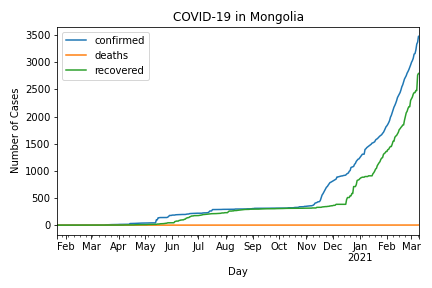 COVID-19 in Mongolia
confirmed
deaths
recovered
Number of Cases
3500
3000
2500
2000
1500
1000
500
0
Feb Mar Apr May Jun Jul Aug Sep Oct Nov Dec Jan Feb Mar
2021
Day